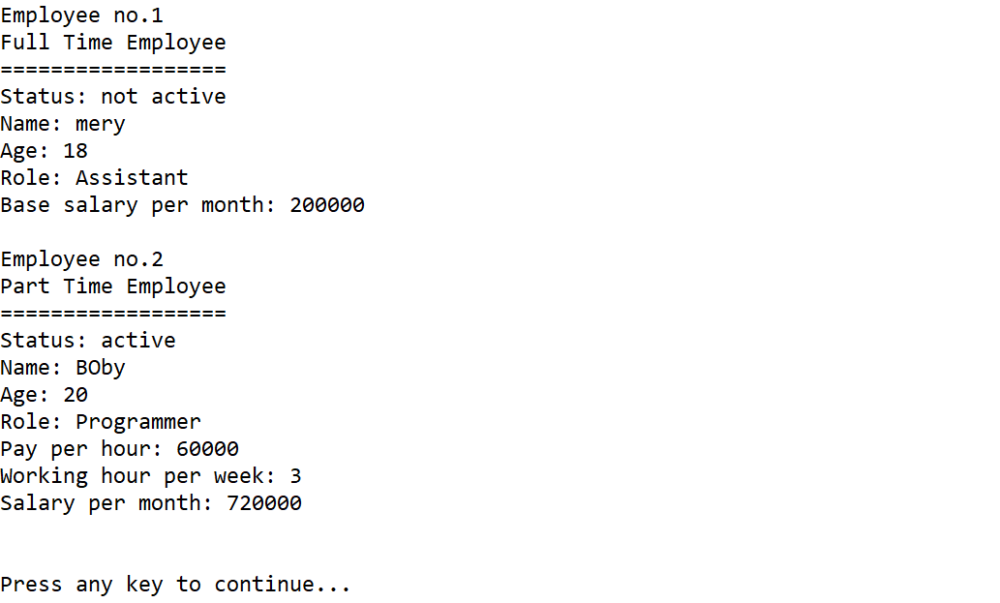 Employee no.1
Full Time Employee
==================
Status: not active
Name: mery
Age: 18
Role: Assistant
Base salary per month: 200000

Employee no.2
Part Time Employee
==================
Status: active
Name: BOby
Age: 20
Role: Programmer
Pay per hour: 60000
Working hour per week: 3
Salary per month: 720000

Press any key to continue...